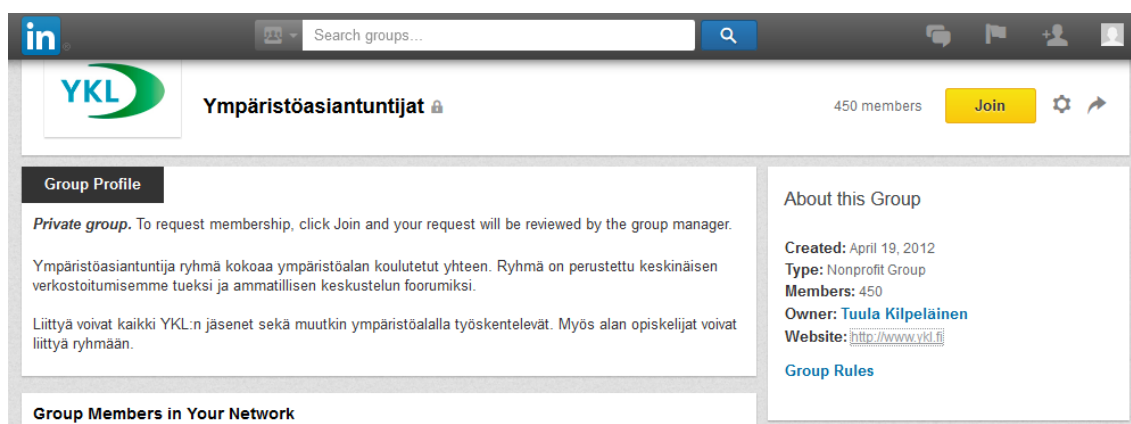 in
Search groups...
YKL
Ympäristöasiantuntijat
450 members
Join
Group Profile
Private group. To request membership, click Join and your request will be reviewed by the group manager.
Ympäristöasiantuntija ryhmä kokoaa ympäristöalan koulutetut yhteen. Ryhmä on perustettu keskinäisen
verkostoitumisemme tueksi ja ammatillisen keskustelun foorumiksi.
Liittyä voivat kaikki YKL:n jäsenet sekä muutkin ympäristöalalla työskentelevät. Myös alan opiskelijat voivat
liittyä ryhmään.
Group Members in Your Network
About this Group
Created: April 19, 2012
Type: Nonprofit Group
Members: 450
Owner: Tuula Kilpeläinen
Website: http://www.ykl.fi
Group Rules